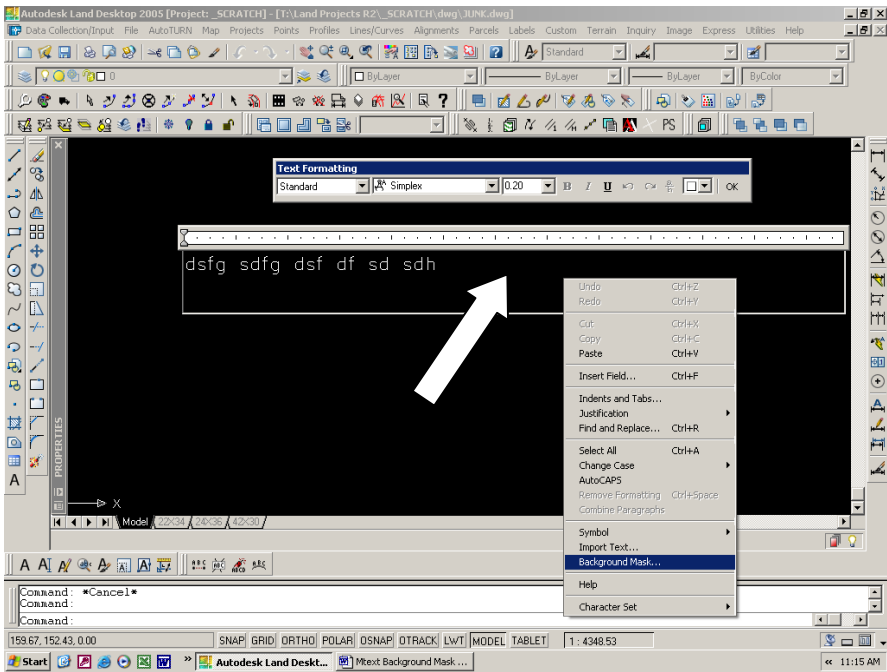 Autodesk Land Desktop 2005 [Project: _SCRATCH] - [T:\Land Projects R2\_SCRATCH\dwg\JUNK.dwg]
Data Collection/Input File AutoTURN Map Projects Points Profiles Lines/Curves Alignments Parcels Labels Custom Terrain Inquiry Image Express Utilities Help
Standard
0 ByLayer ByLayer ByLayer ByColor
PS
Text Formatting
Standard Simplex 0.20 B I U OK
dsfg sdfg dsf df sd sdh
Undo Ctrl+Z
Redo Ctrl+Y
Cut Ctrl+X
Copy Ctrl+C
Paste Ctrl+V
Insert Field... Ctrl+F
Indents and Tabs...
Justification
Find and Replace... Ctrl+R
Select All Ctrl+A
Change Case
AutoCAPS
Remove Formatting Ctrl+Space
Combine Paragraphs
Symbol
Import Text...
Background Mask...
Help
Character Set
PROPERTIES
X
Model 22X34 24X36 42X30
Command: *Cancel*
Command:
Command:
159.67, 152.43, 0.00 SNAP GRID ORTHO POLAR OSNAP OTRACK LWT MODEL TABLET 1 : 4348.53
Start Autodesk Land Deskt... Mtext Background Mask ... 11:15 AM